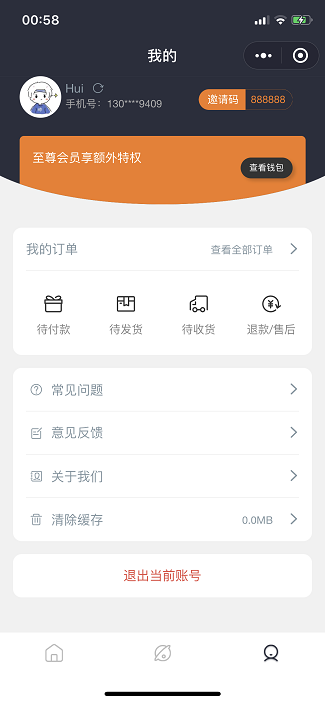 00:58
我的
Hui
手机号：130****9409
邀请码 888888
至尊会员享额外特权
查看钱包
我的订单 查看全部订单
待付款 待发货 待收货 退款/售后
常见问题
意见反馈
关于我们
清除缓存 0.0MB
退出当前账号